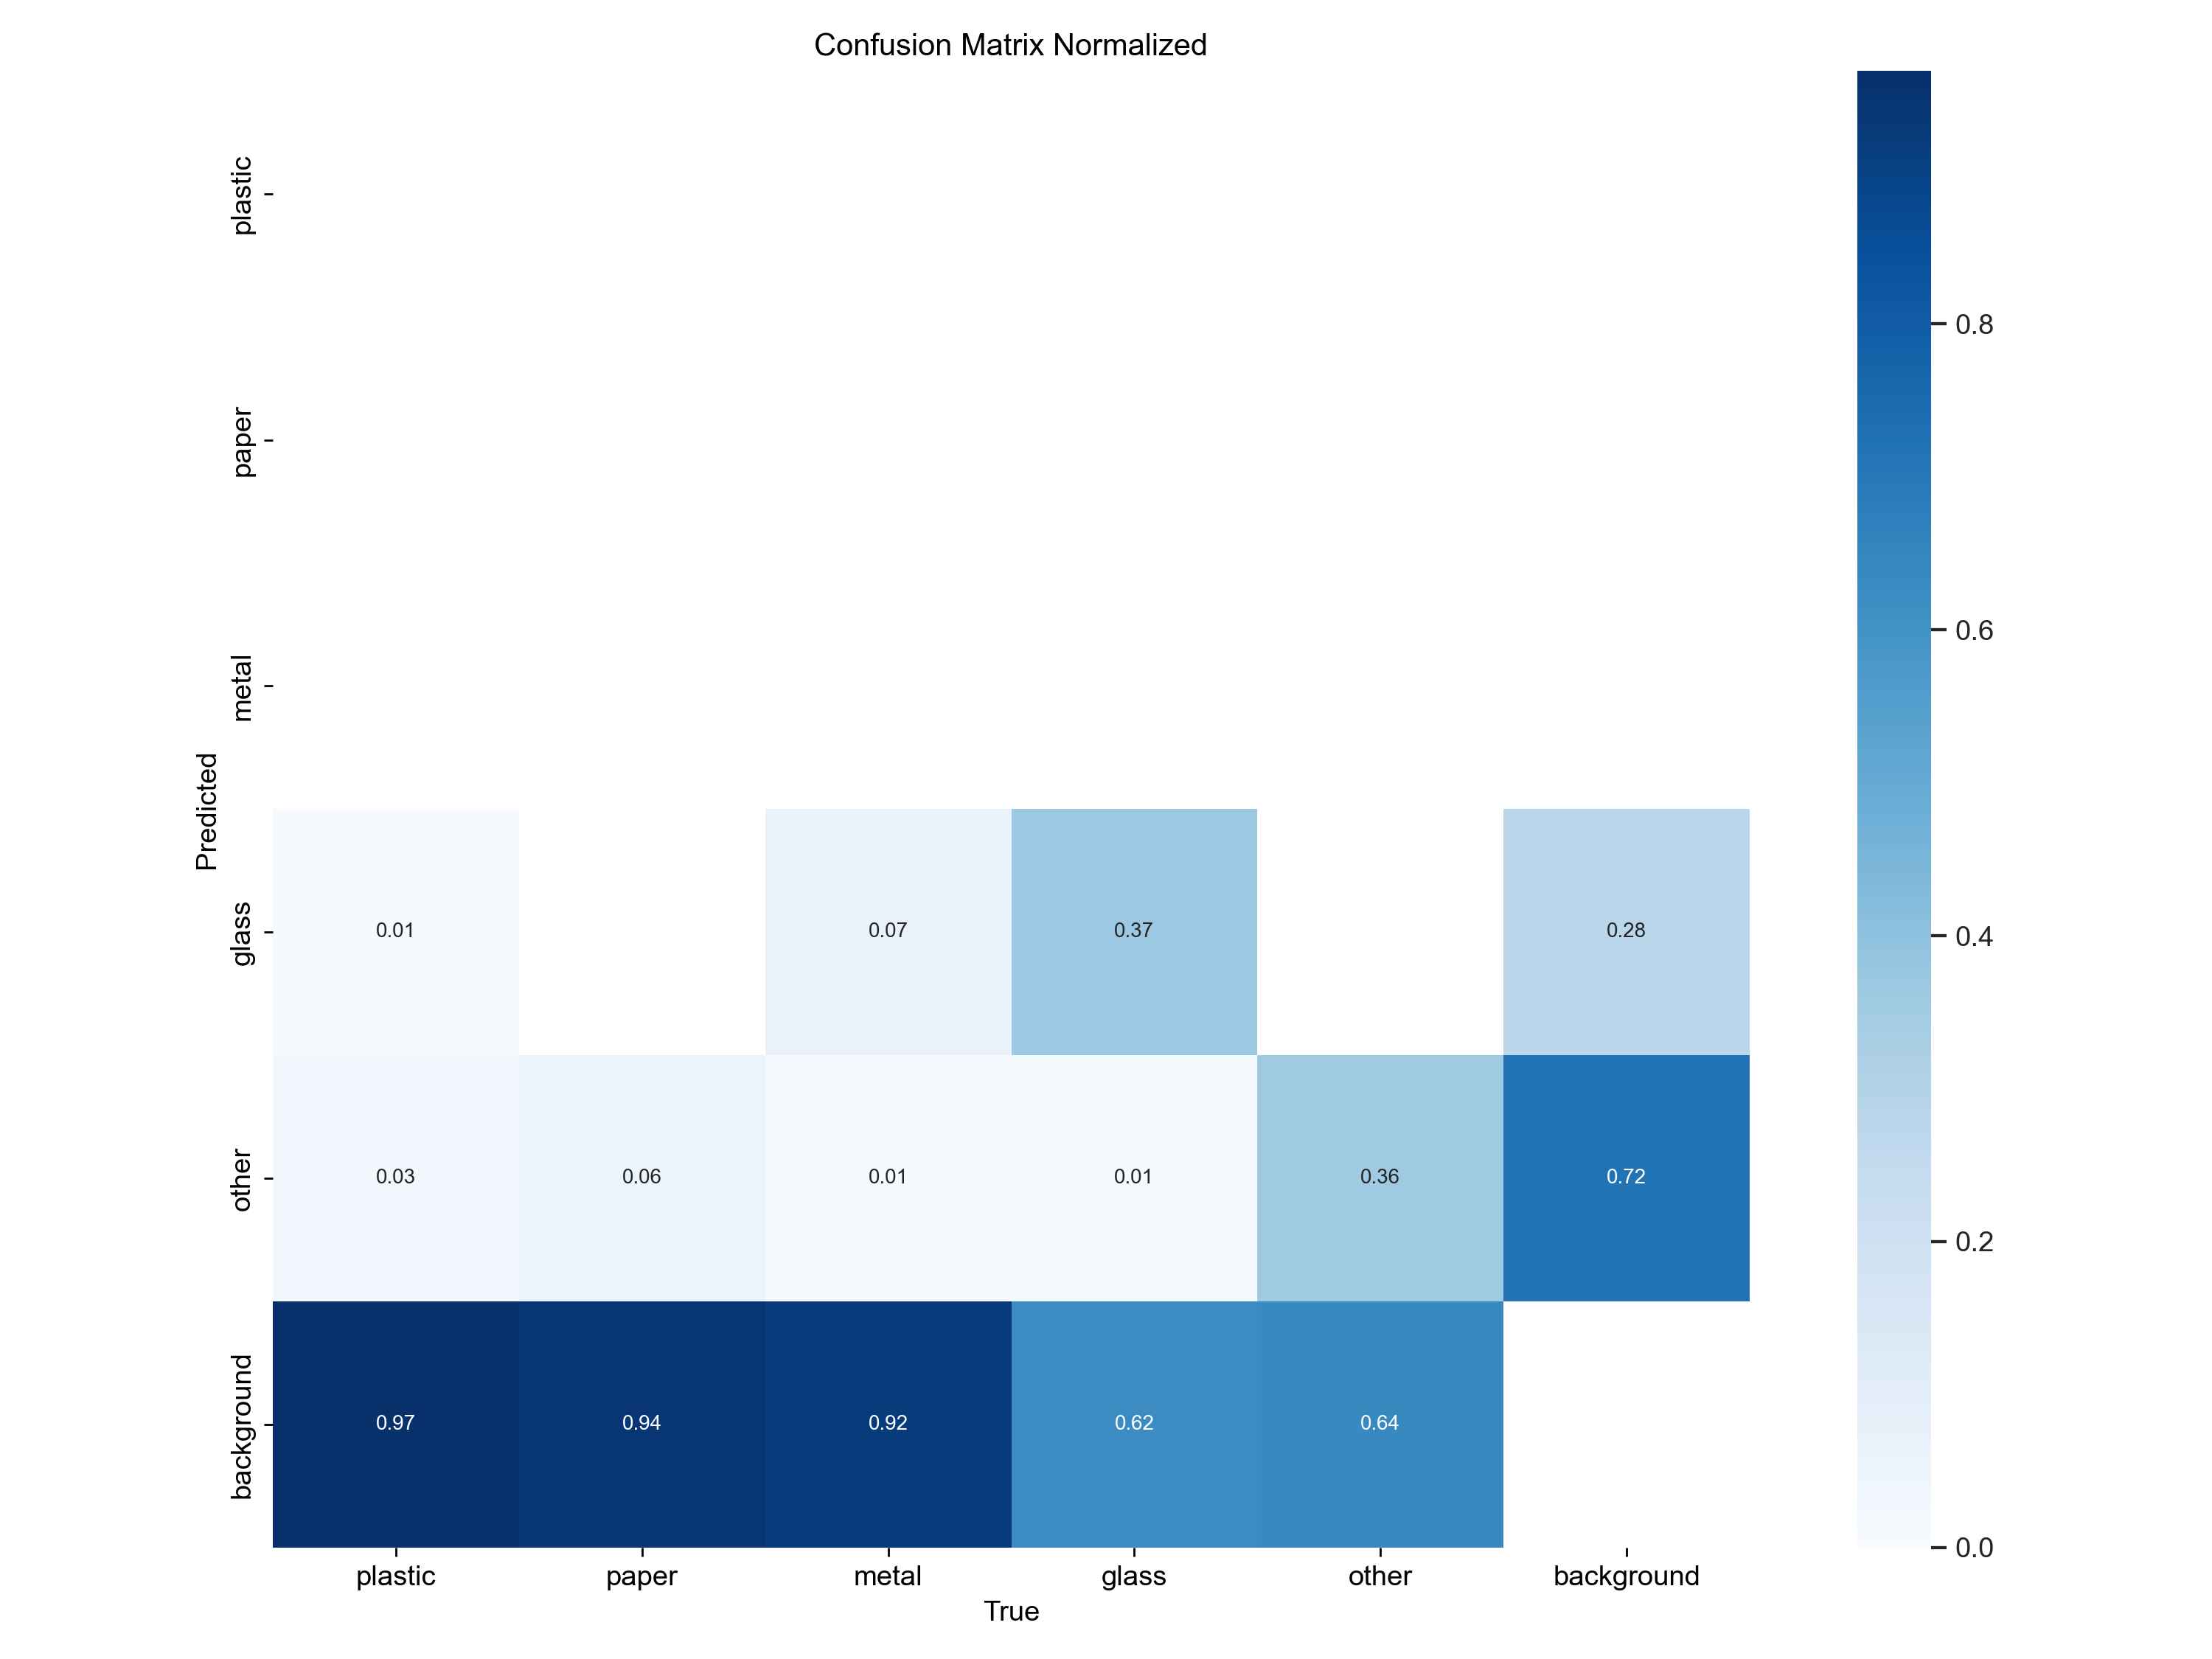 Confusion Matrix Normalized
plastic
paper
metal
glass
other
background
Predicted
0.01 0.07 0.37 0.28
0.03 0.06 0.01 0.01 0.36 0.72
0.97 0.94 0.92 0.62 0.64
plastic paper metal glass other background
True
0.8
0.6
0.4
0.2
0.0